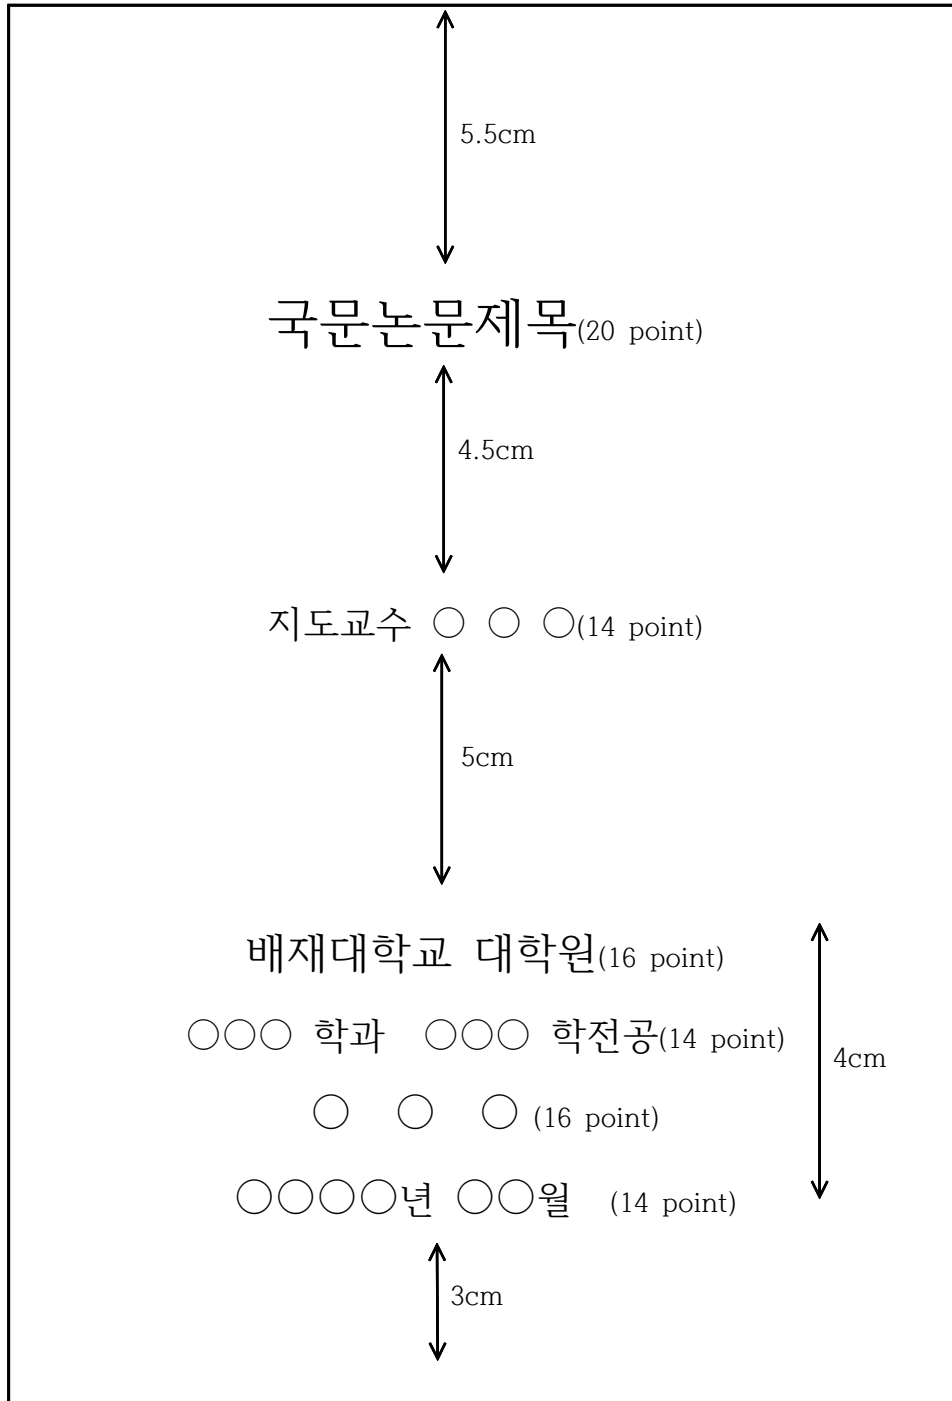 5.5cm
국문논문제목(20 point)
4.5cm
지도교수 ○ ○ ○(14 point)
5cm
배재대학교 대학원(16 point)
○○○ 학과 ○○○ 학전공(14 point)
4cm
○ ○ ○ (16 point)
○○○○년 ○○월 (14 point)
3cm